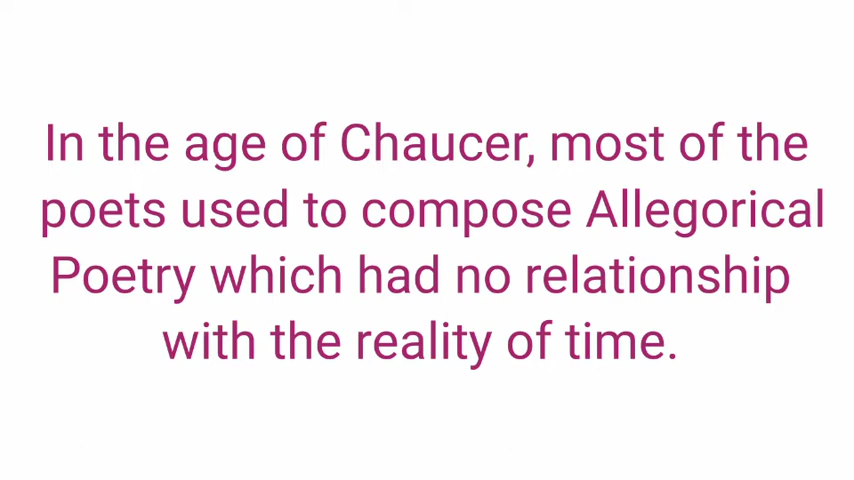 In the age of Chaucer, most of the
poets used to compose Allegorical
Poetry which had no relationship
with the reality of time.